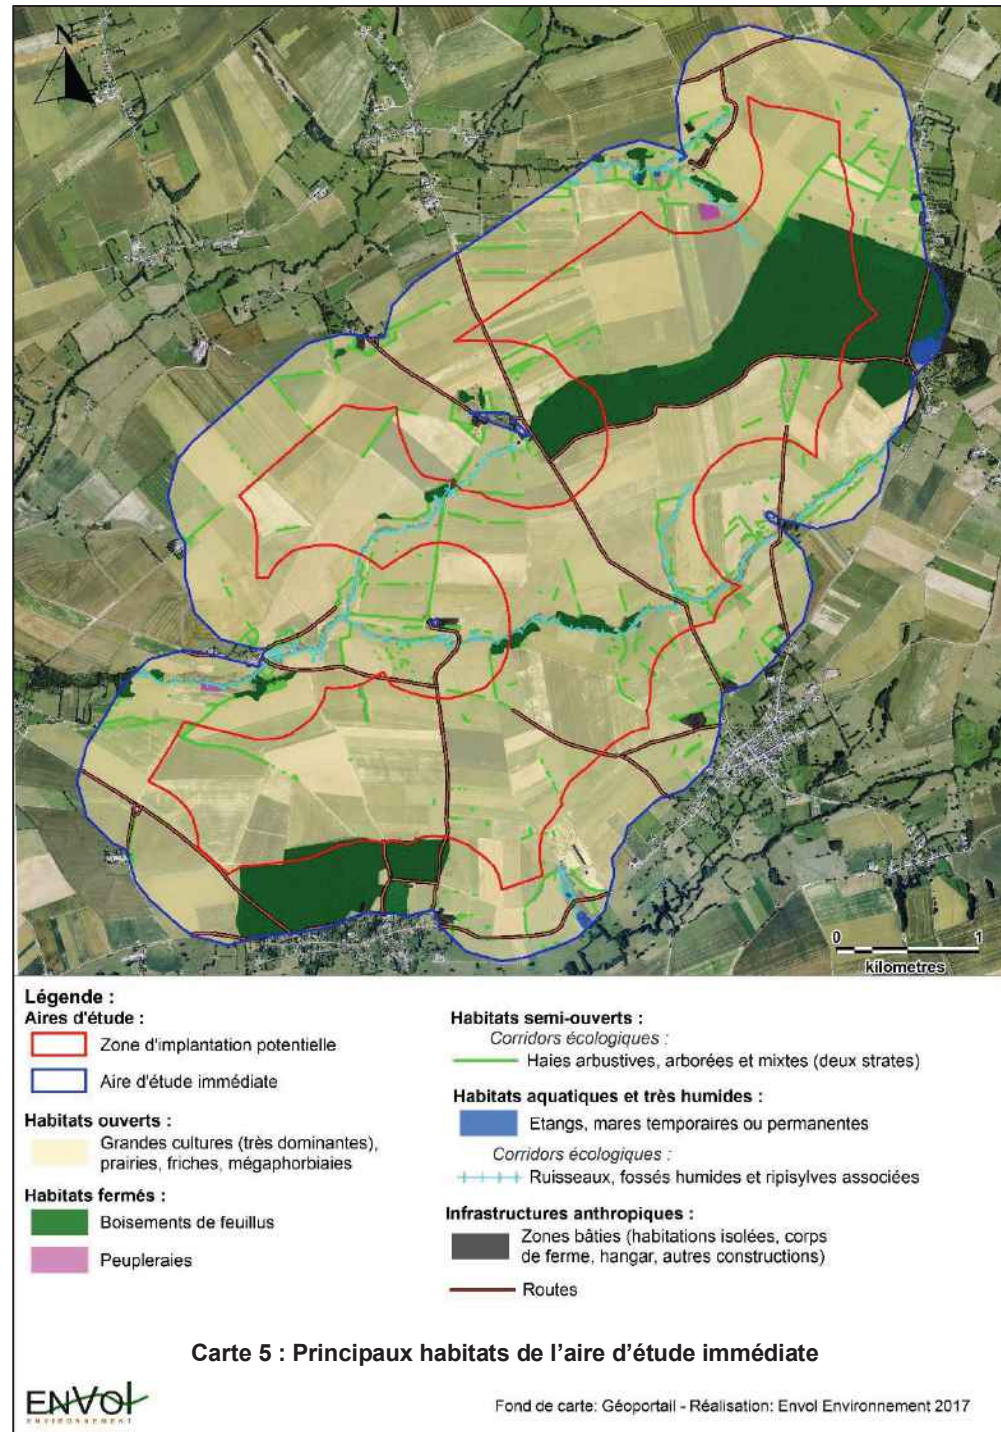 N
0 1
kilometres
Légende :
Aires d'étude :
Zone d'implantation potentielle
Aire d'étude immédiate
Habitats ouverts :
Grandes cultures (très dominantes),
prairies, friches, mégaphorbiaies
Habitats fermés :
Boisements de feuillus
Peupleraies
Habitats semi-ouverts :
Corridors écologiques :
Haies arbustives, arborées et mixtes (deux strates)
Habitats aquatiques et très humides :
Etangs, mares temporaires ou permanentes
Corridors écologiques :
Ruisseaux, fossés humides et ripisylves associées
Infrastructures anthropiques :
Zones bâties (habitations isolées, corps
de ferme, hangar, autres constructions)
Routes
Carte 5 : Principaux habitats de l'aire d'étude immédiate
ENVOL
ENVIRONNEMENT
Fond de carte: Géoportail - Réalisation: Envol Environnement 2017